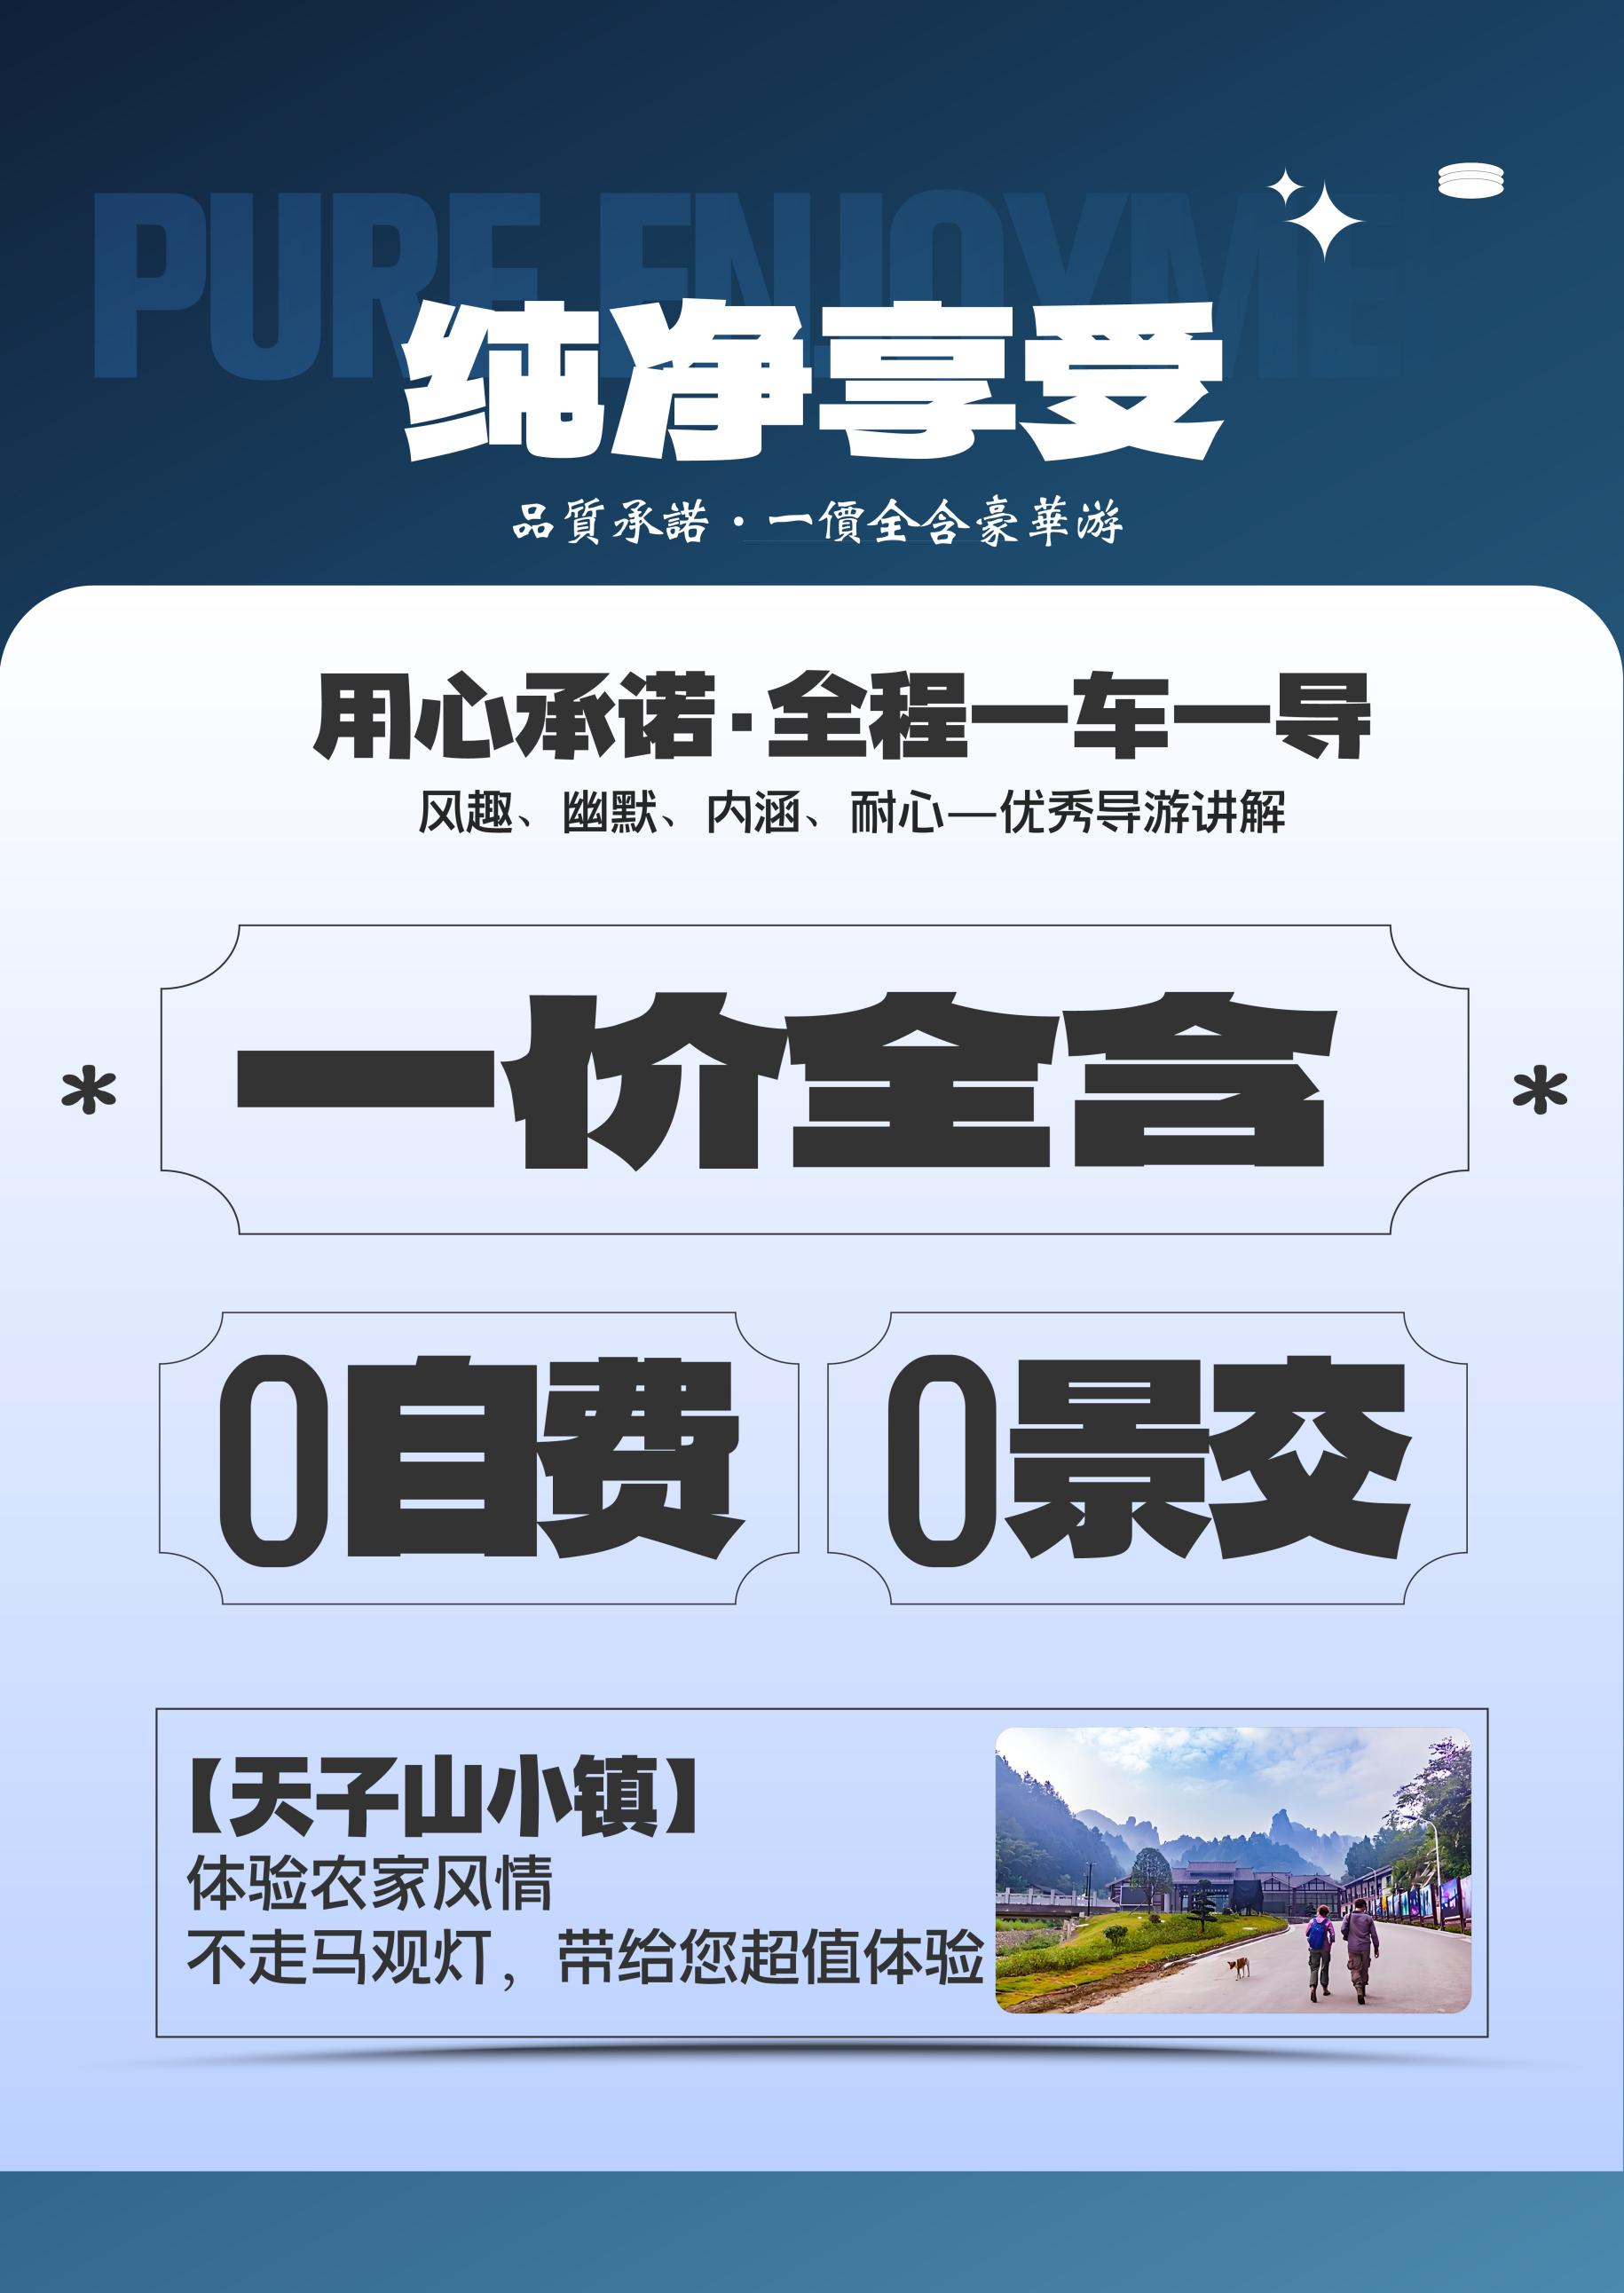 PURE ENJOYME
纯净享受
品質承諾·一價全含豪華游
用心承诺·全程一车一导
风趣、幽默、内涵、耐心—优秀导游讲解
* 一价全含 *
0自费 0景交
【天子山小镇】
体验农家风情
不走马观灯，带给您超值体验